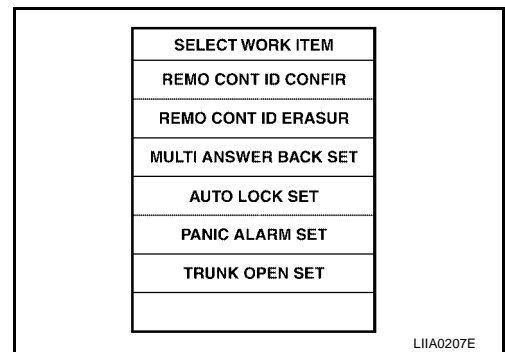 SELECT WORK ITEM
REMO CONT ID CONFIR
REMO CONT ID ERASUR
MULTI ANSWER BACK SET
AUTO LOCK SET
PANIC ALARM SET
TRUNK OPEN SET
LIIA0207E